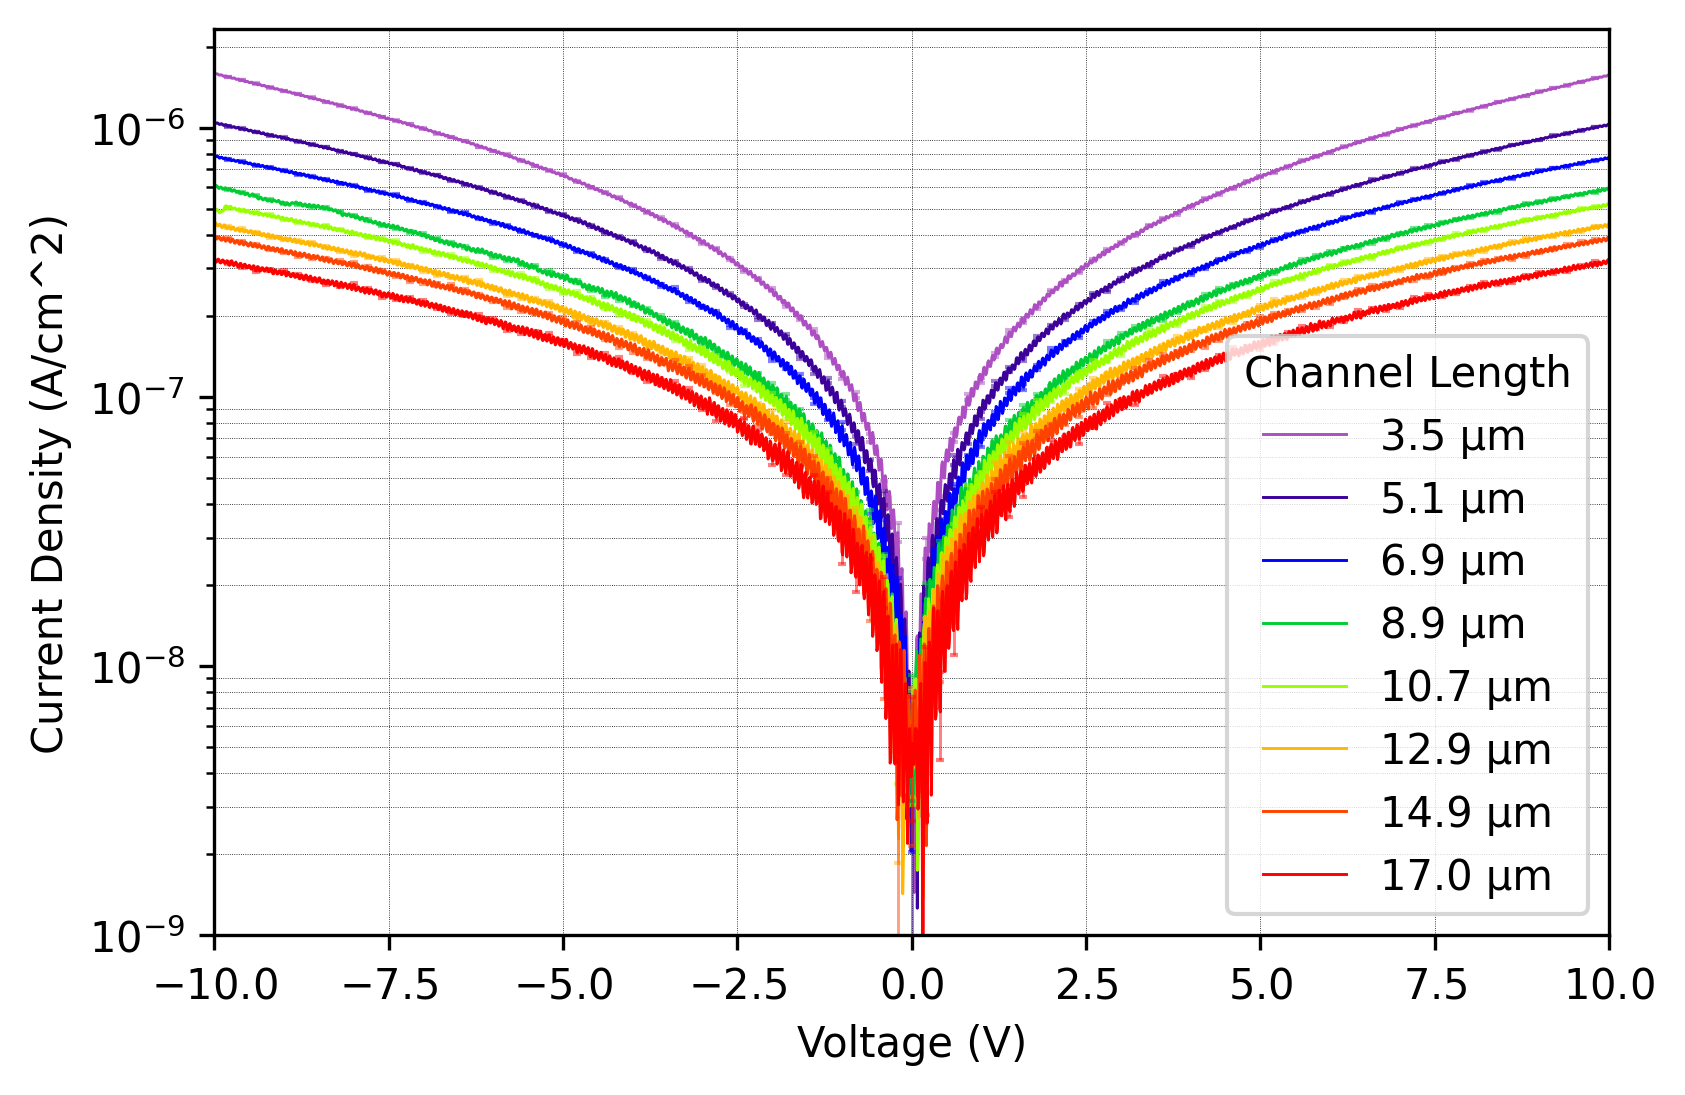 Current Density (A/cm^2)
10⁻⁶
10⁻⁷
10⁻⁸
10⁻⁹
Channel Length
3.5 µm
5.1 µm
6.9 µm
8.9 µm
10.7 µm
12.9 µm
14.9 µm
17.0 µm
−10.0 −7.5 −5.0 −2.5 0.0 2.5 5.0 7.5 10.0
Voltage (V)